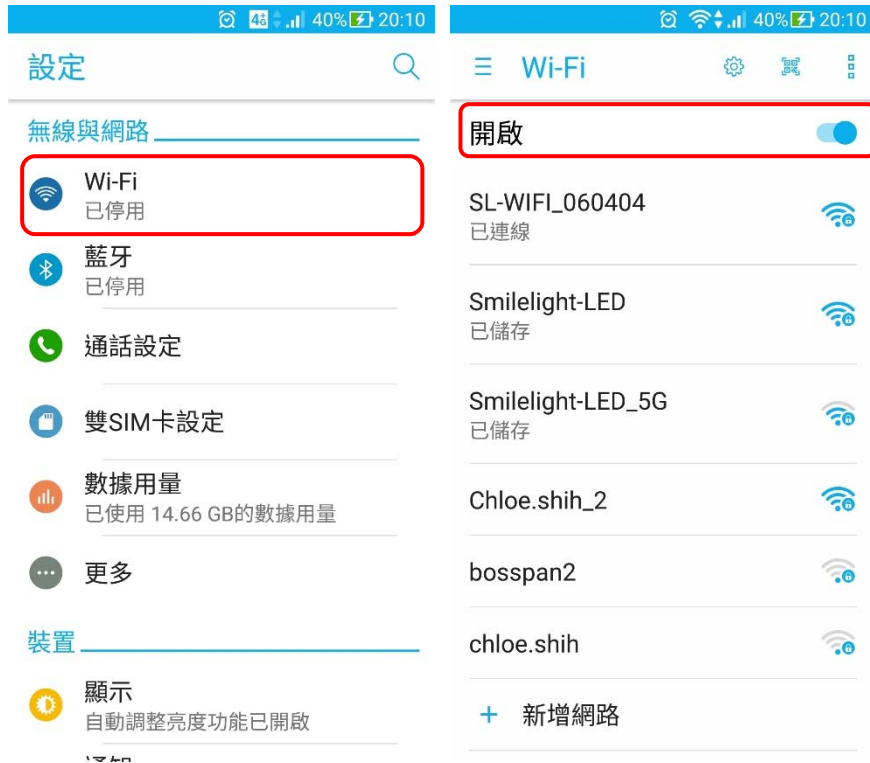 40% 20:10
設定
無線與網路
Wi-Fi
已停用
藍牙
已停用
通話設定
雙SIM卡設定
數據用量
已使用 14.66 GB的數據用量
更多
裝置
顯示
自動調整亮度功能已開啟
通知
40% 20:10
Wi-Fi
開啟
SL-WIFI_060404
已連線
Smilelight-LED
已儲存
Smilelight-LED_5G
已儲存
Chloe.shih_2
bosspan2
chloe.shih
+ 新增網路